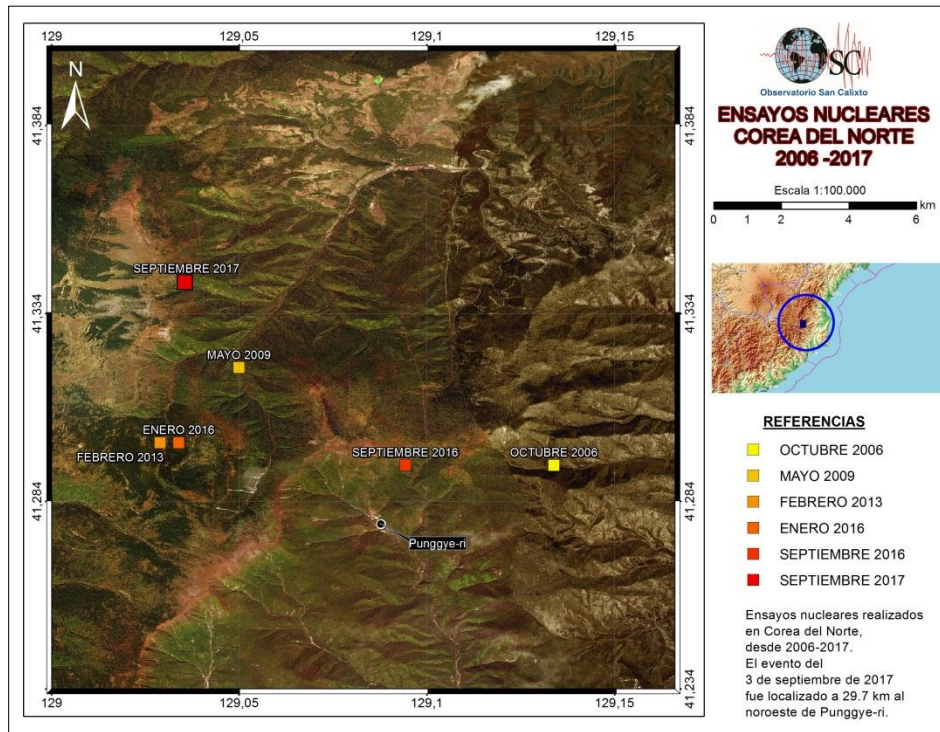 129
129,05
129,1
129,15
N
41,384
41,384
SEPTIEMBRE 2017
41,334
41,334
MAYO 2009
ENERO 2016
FEBRERO 2013
SEPTIEMBRE 2016
OCTUBRE 2006
41,284
41,284
Punggye-ri
41,234
41,234
129
129,05
129,1
129,15
OSC
Observatorio San Calixto
ENSAYOS NUCLEARES
COREA DEL NORTE
2006 -2017
Escala 1:100.000
km
0 2 4 6
REFERENCIAS
OCTUBRE 2006
MAYO 2009
FEBRERO 2013
ENERO 2016
SEPTIEMBRE 2016
SEPTIEMBRE 2017
Ensayos nucleares realizados
en Corea del Norte,
desde 2006-2017.
El evento del
3 de septiembre de 2017
fue localizado a 29.7 km al
noroeste de Punggye-ri.